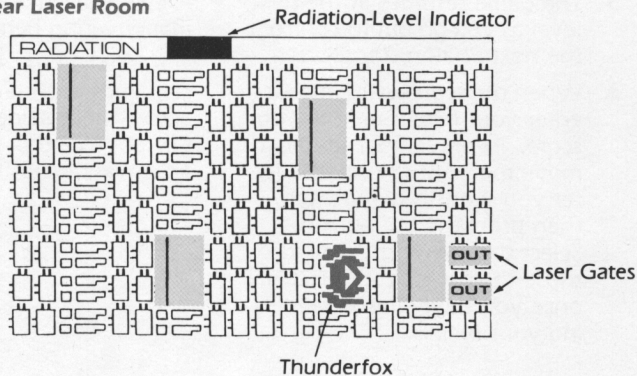 ear Laser Room
Radiation-Level Indicator
RADIATION
OUT
OUT
Laser Gates
Thunderfox